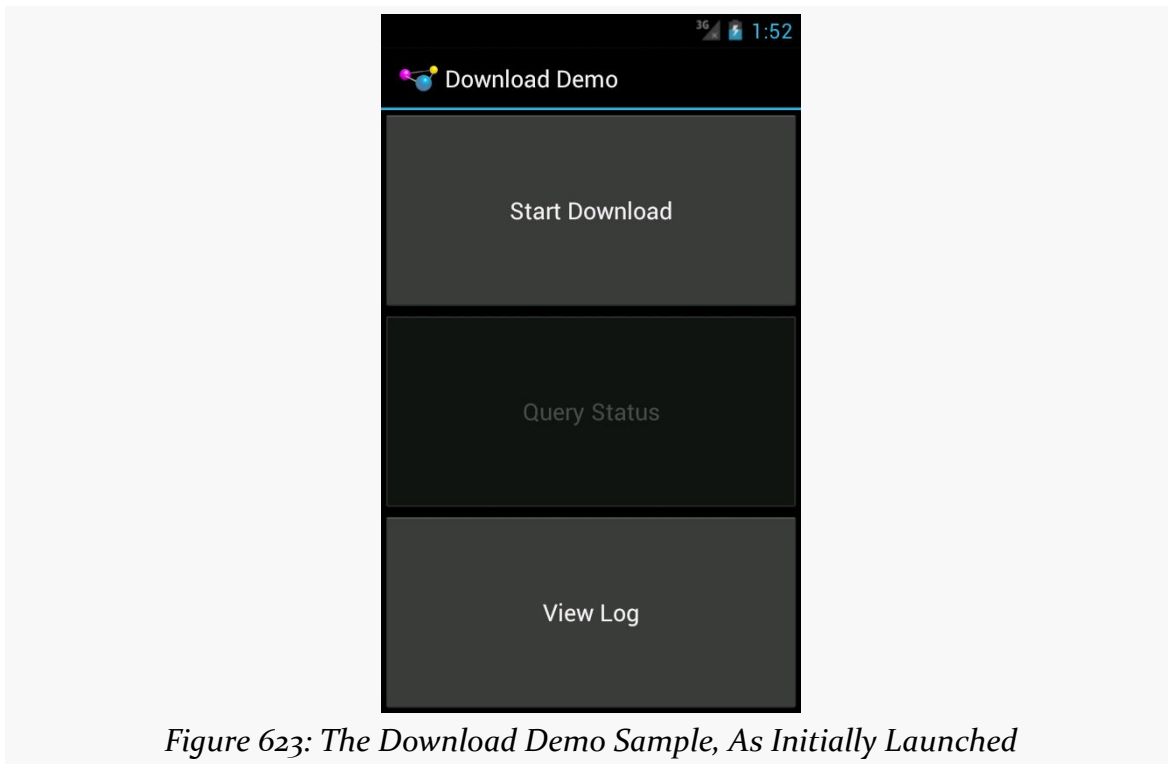 3G 1:52
Download Demo
Start Download
Query Status
View Log
Figure 623: The Download Demo Sample, As Initially Launched